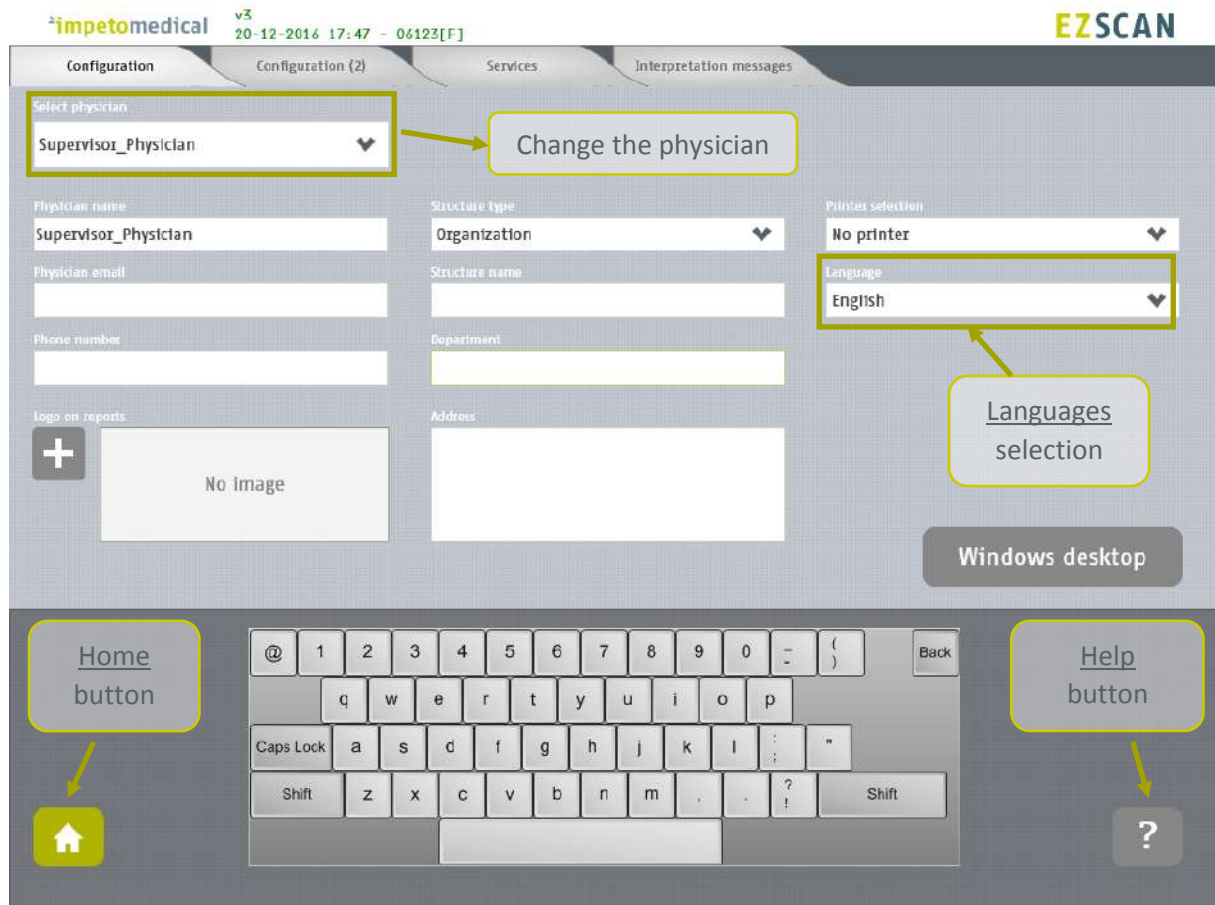 impetomedical
v3
20-12-2016 17:47 - 06123[F]
EZSCAN
Configuration
Configuration (2)
Services
Interpretation messages
Select physician
Supervisor_Physician
Change the physician
Physician name
Supervisor_Physician
Structure type
Organization
Printer selection
No printer
Physician email
Structure name
Language
English
Phone number
Department
Languages
selection
Logo on reports
+
No image
Address
Windows desktop
Home
button
Help
button
@ 1 2 3 4 5 6 7 8 9 0 _ - ( ) Back
q w e r t y u i o p
Caps Lock a s d f g h j k l : ; "
Shift z x c v b n m , . ? ! Shift
?